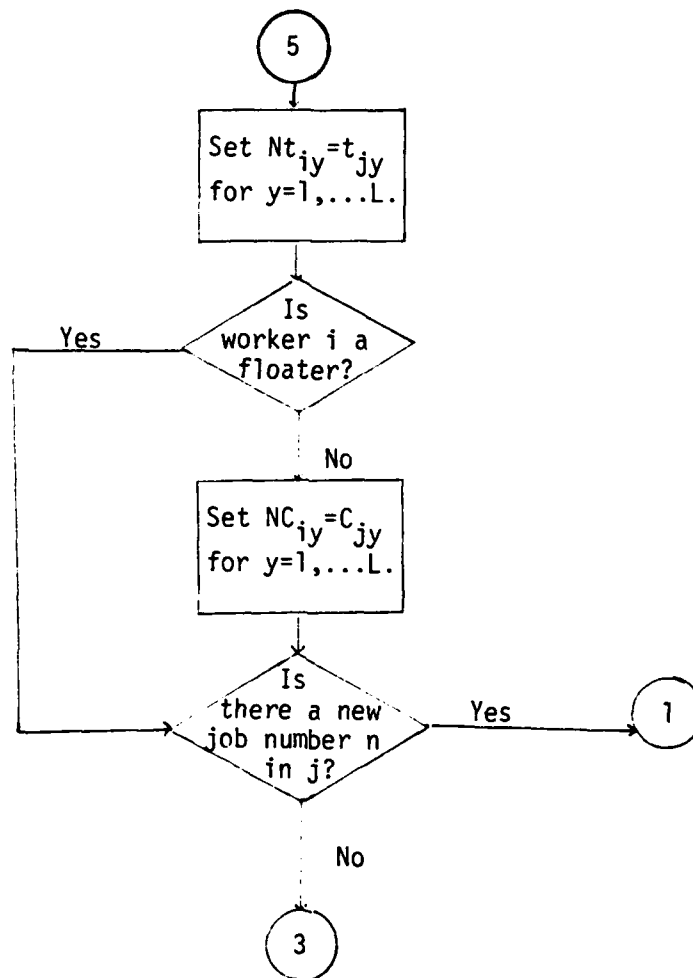 5
Set Nt_iy=t_jy
for y=1,...L.
Is
worker i a
floater?
Yes
No
Set NC_iy=C_jy
for y=1,...L.
Is
there a new
job number n
in j?
Yes
1
No
3